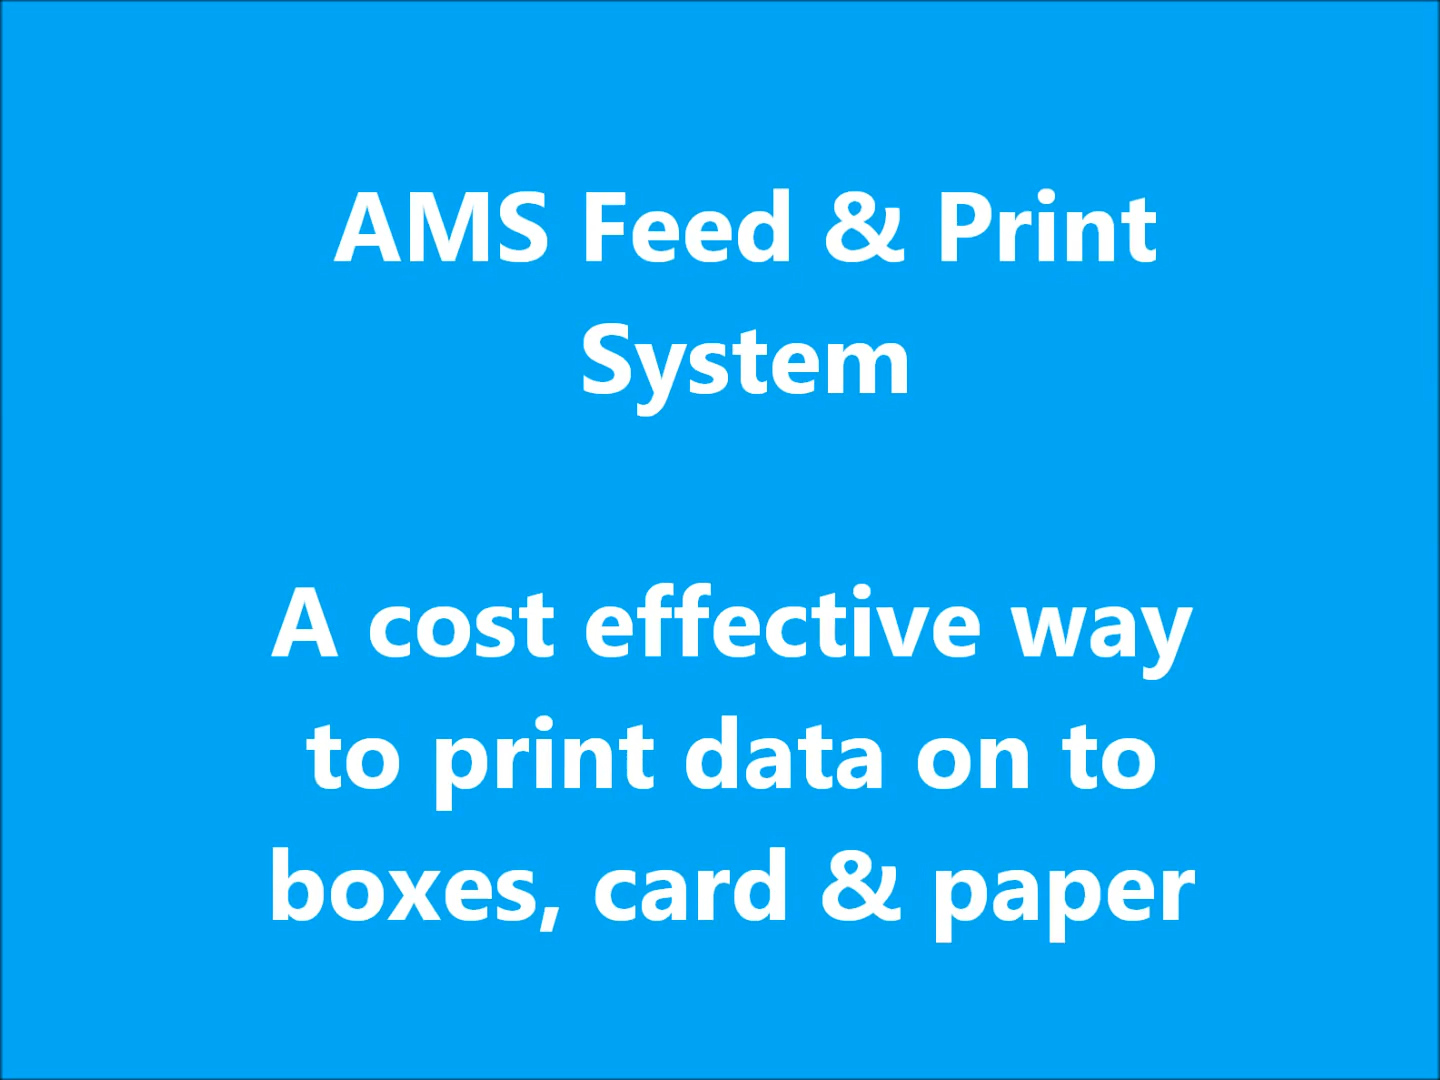 AMS Feed & Print
System
A cost effective way
to print data on to
boxes, card & paper